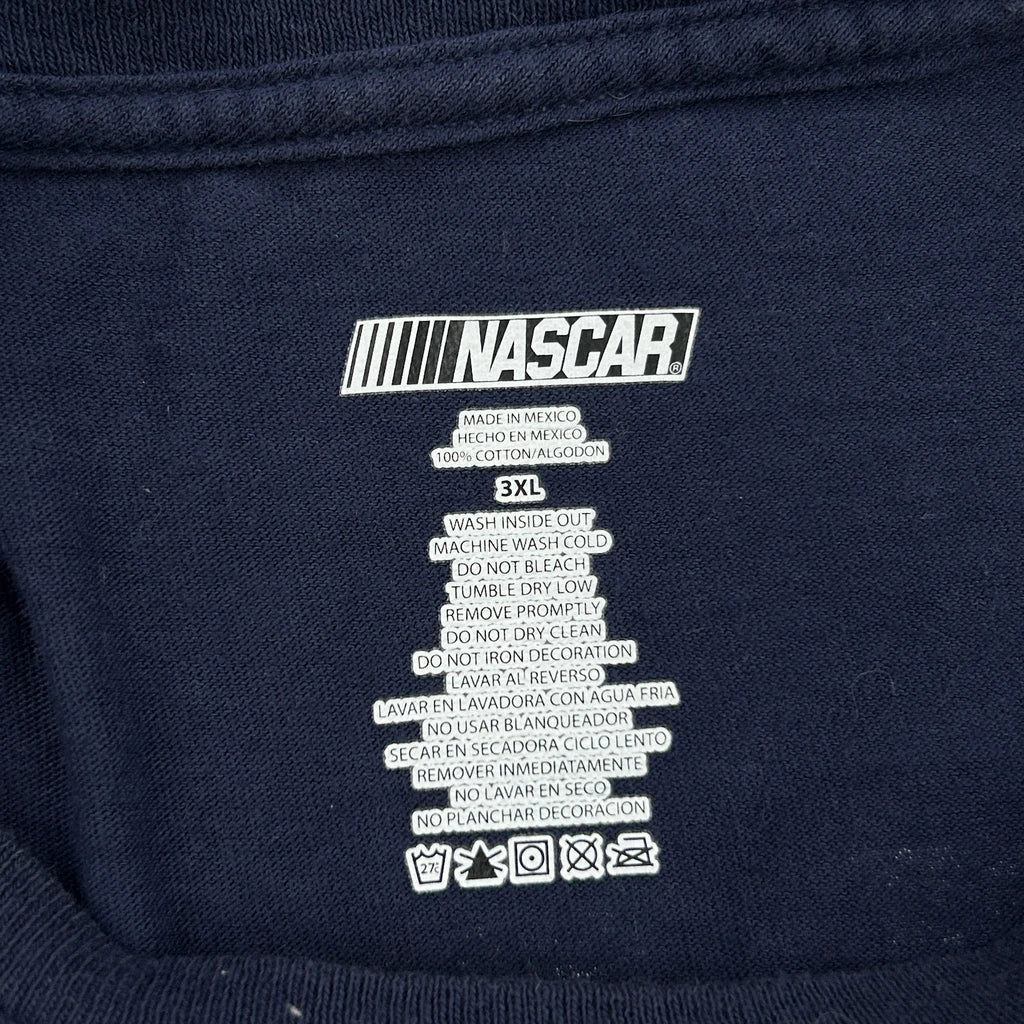 NASCAR®
MADE IN MEXICO
HECHO EN MEXICO
100% COTTON/ALGODON
3XL
WASH INSIDE OUT
MACHINE WASH COLD
DO NOT BLEACH
TUMBLE DRY LOW
REMOVE PROMPTLY
DO NOT DRY CLEAN
DO NOT IRON DECORATION
LAVAR AL REVERSO
LAVAR EN LAVADORA CON AGUA FRIA
NO USAR BLANQUEADOR
SECAR EN SECADORA CICLO LENTO
REMOVER INMEDIATAMENTE
NO LAVAR EN SECO
NO PLANCHAR DECORACION
27°C